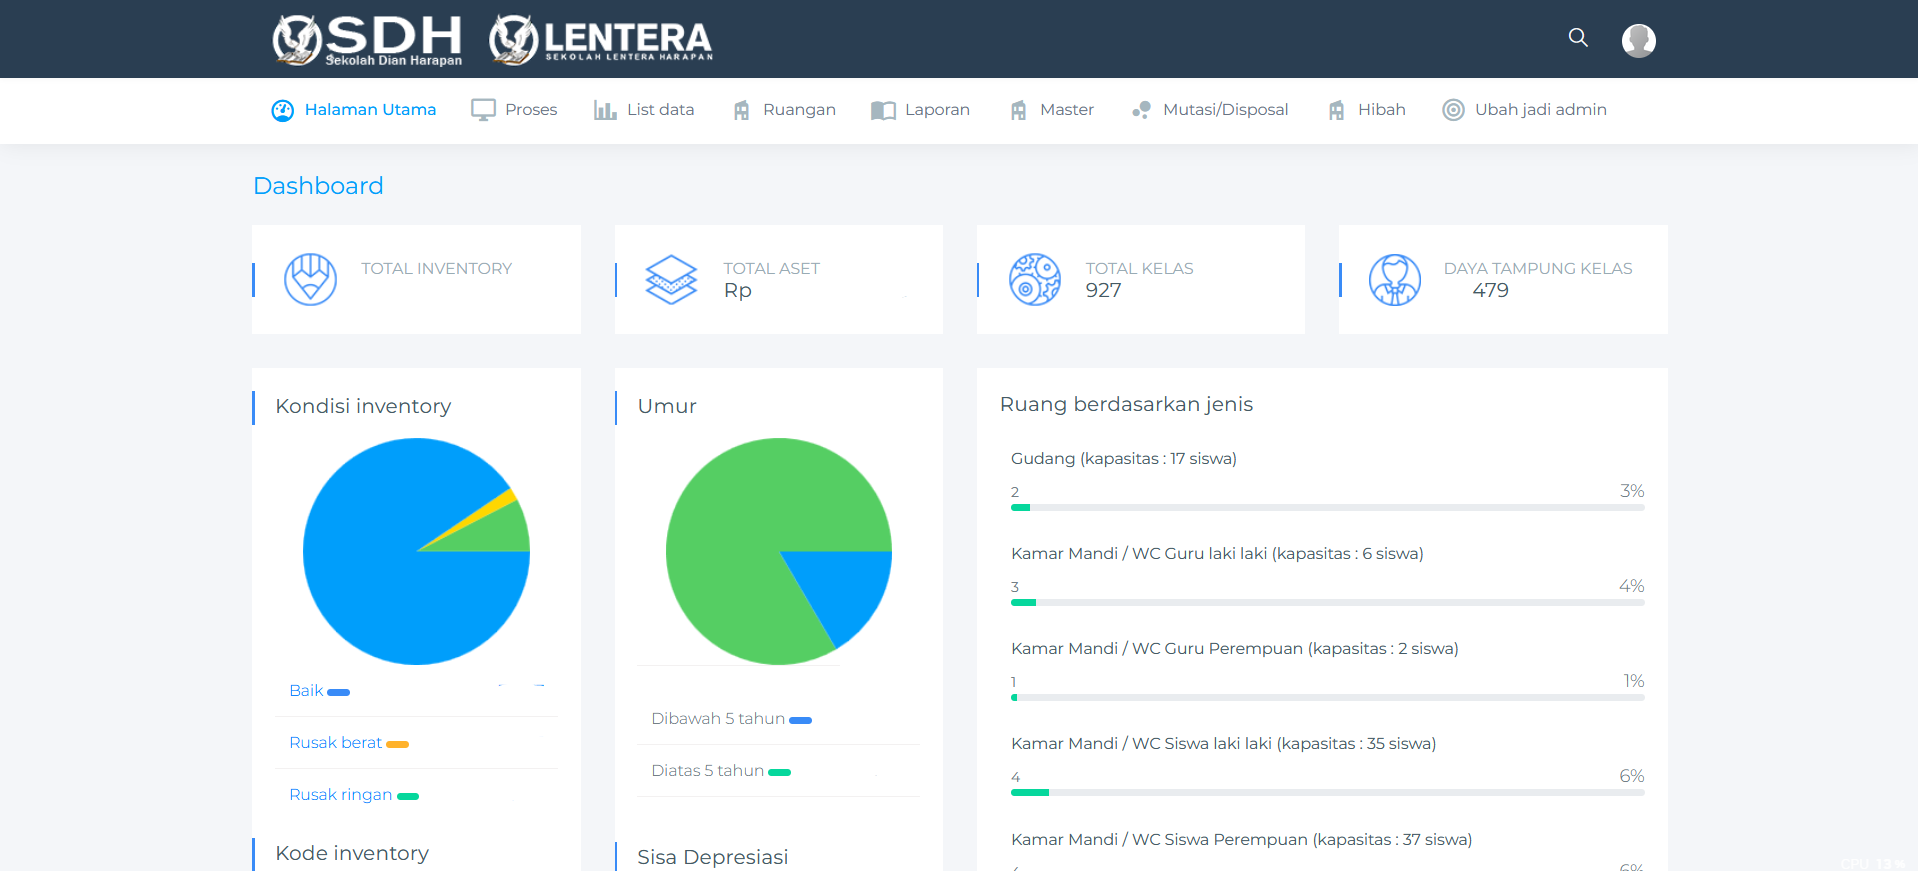 SDH
Sekolah Dian Harapan
LENTERA
SEKOLAH LENTERA HARAPAN
Halaman Utama
Proses
List data
Ruangan
Laporan
Master
Mutasi/Disposal
Hibah
Ubah jadi admin
Dashboard
TOTAL INVENTORY
TOTAL ASET
Rp
TOTAL KELAS
927
DAYA TAMPUNG KELAS
479
Kondisi inventory
Baik
Rusak berat
Rusak ringan
Kode inventory
Umur
Dibawah 5 tahun
Diatas 5 tahun
Sisa Depresiasi
Ruang berdasarkan jenis
Gudang (kapasitas : 17 siswa)
2 3%
Kamar Mandi / WC Guru laki laki (kapasitas : 6 siswa)
3 4%
Kamar Mandi / WC Guru Perempuan (kapasitas : 2 siswa)
1 1%
Kamar Mandi / WC Siswa laki laki (kapasitas : 35 siswa)
4 6%
Kamar Mandi / WC Siswa Perempuan (kapasitas : 37 siswa)
CPU 13 %